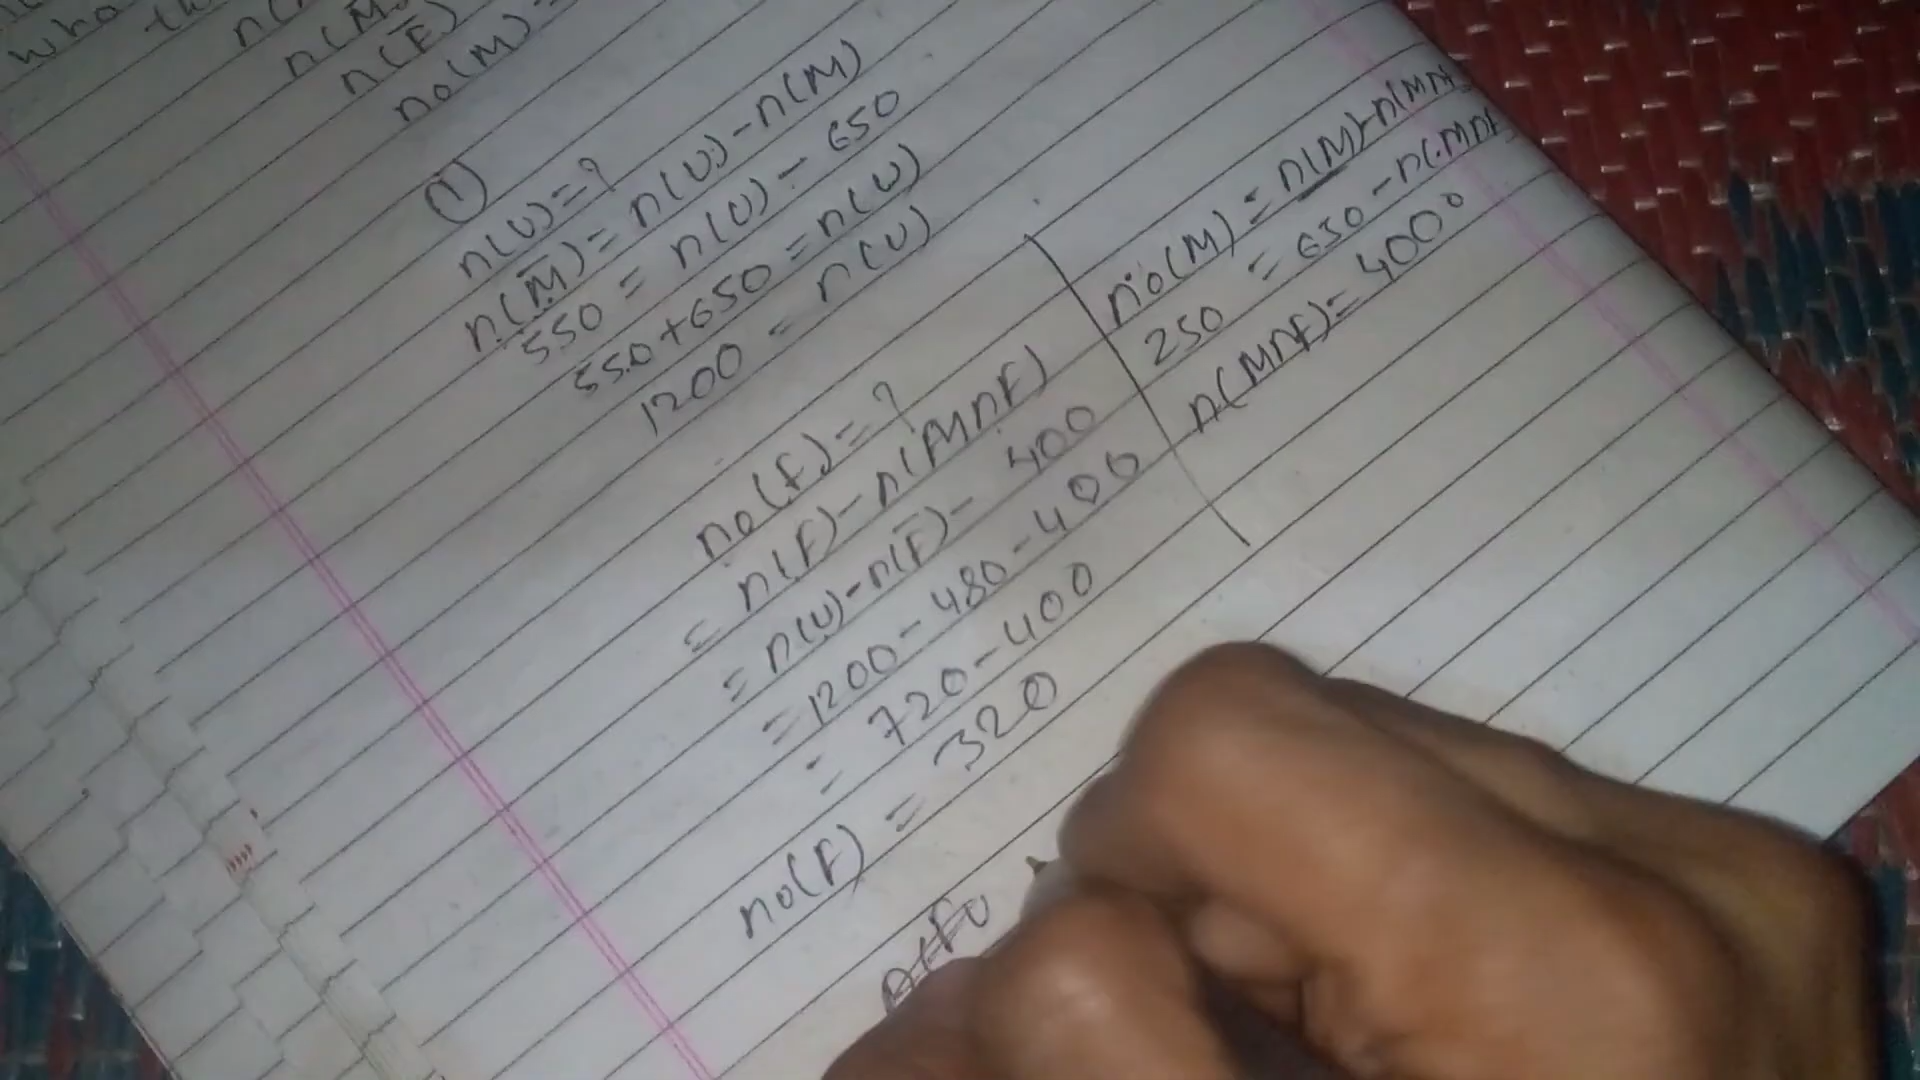 who
n(M̅)
n(F̅)
no(M) =
①
n(U) = ?
n(M̅) = n(U) - n(M)
550 = n(U) - 650
550 + 650 = n(U)
1200 = n(U)
no(F) = ?
= n(F) - n(M∩F)
= n(U) - n(F̅) - 400
= 1200 - 480 - 400
= 720 - 400
no(F) = 320
no(M) = n(M) - n(M∩
250 = 650 - n(M∩
n(M∩F) = 400